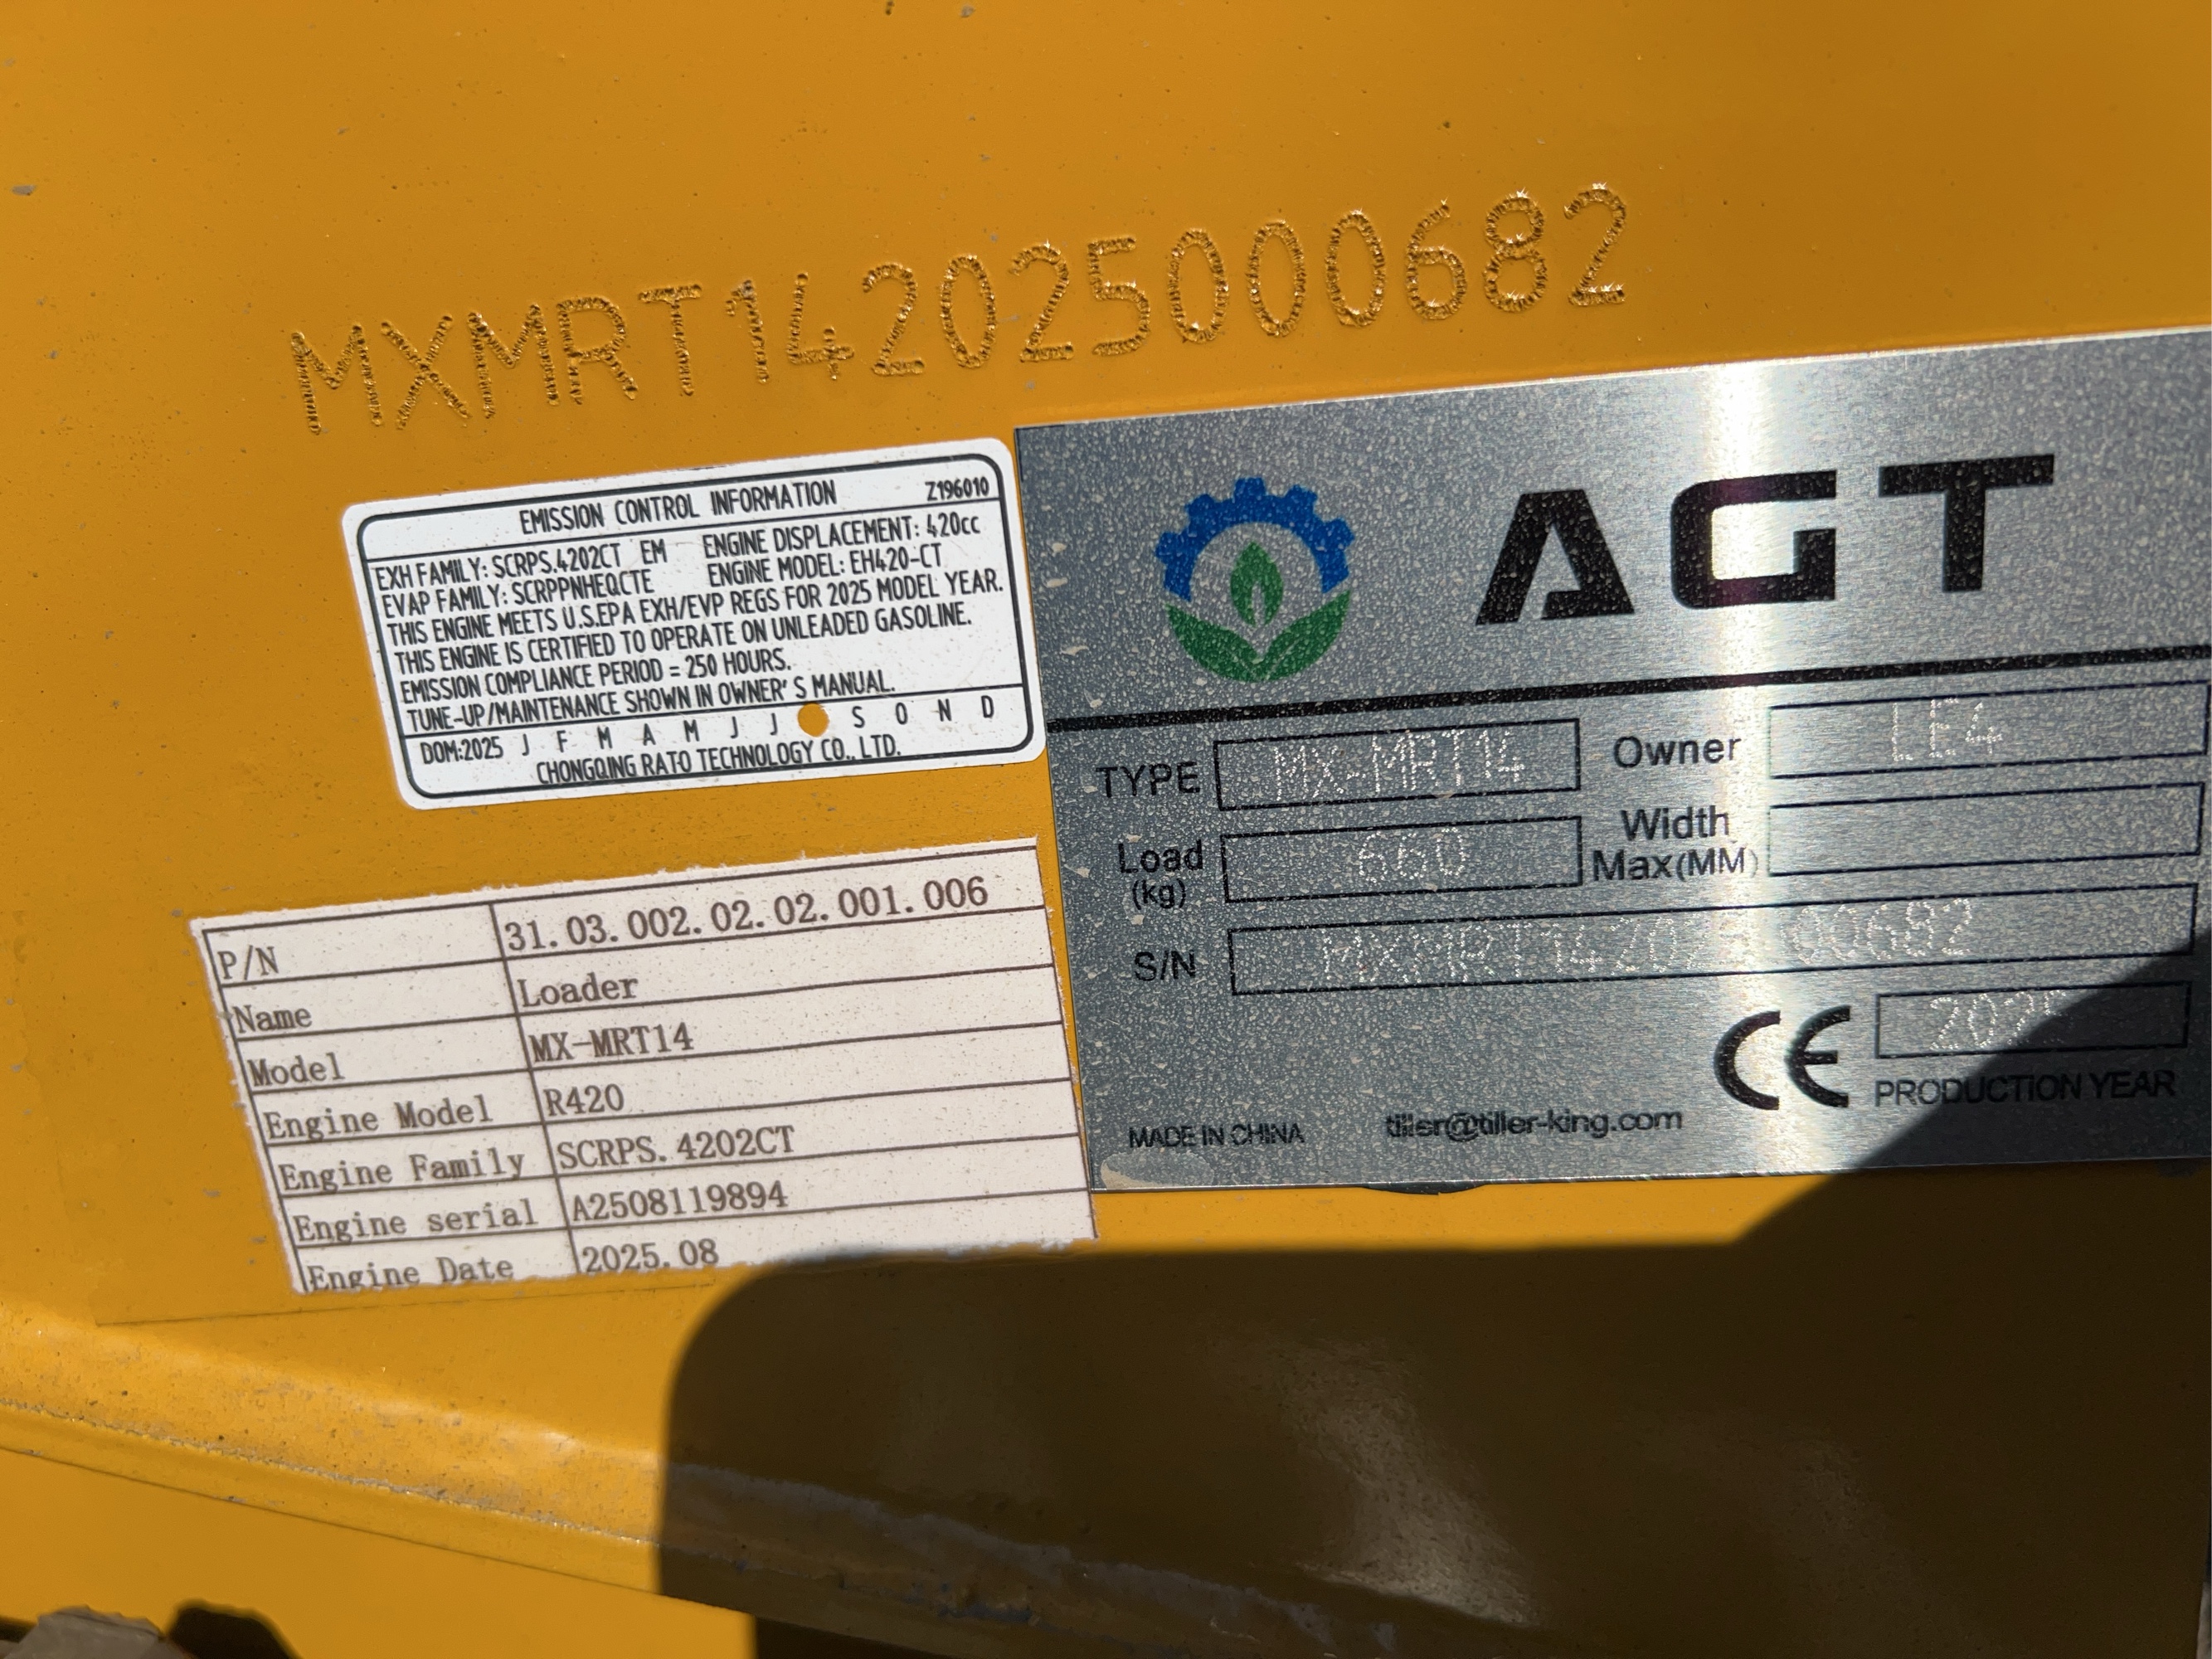 MXMRT142025000682
EMISSION CONTROL INFORMATION Z196010
EXH FAMILY: SCRPS.4202CT EM ENGINE DISPLACEMENT: 420cc
EVAP FAMILY: SCRPPNHEQCTE ENGINE MODEL: EH420-CT
THIS ENGINE MEETS U.S.EPA EXH/EVP REGS FOR 2025 MODEL YEAR.
THIS ENGINE IS CERTIFIED TO OPERATE ON UNLEADED GASOLINE.
EMISSION COMPLIANCE PERIOD = 250 HOURS.
TUNE-UP/MAINTENANCE SHOWN IN OWNER'S MANUAL.
DOM:2025 J F M A M J J S O N D
CHONGQING RATO TECHNOLOGY CO., LTD.
P/N 31.03.002.02.02.001.006
Name Loader
Model MX-MRT14
Engine Model R420
Engine Family SCRPS.4202CT
Engine serial A2508119894
Engine Date 2025.08
AGT
TYPE MX-MRT14 Owner LE4
Load (kg) 660 Width Max(MM)
S/N
CE
PRODUCTION YEAR
MADE IN CHINA tiller@tiller-king.com